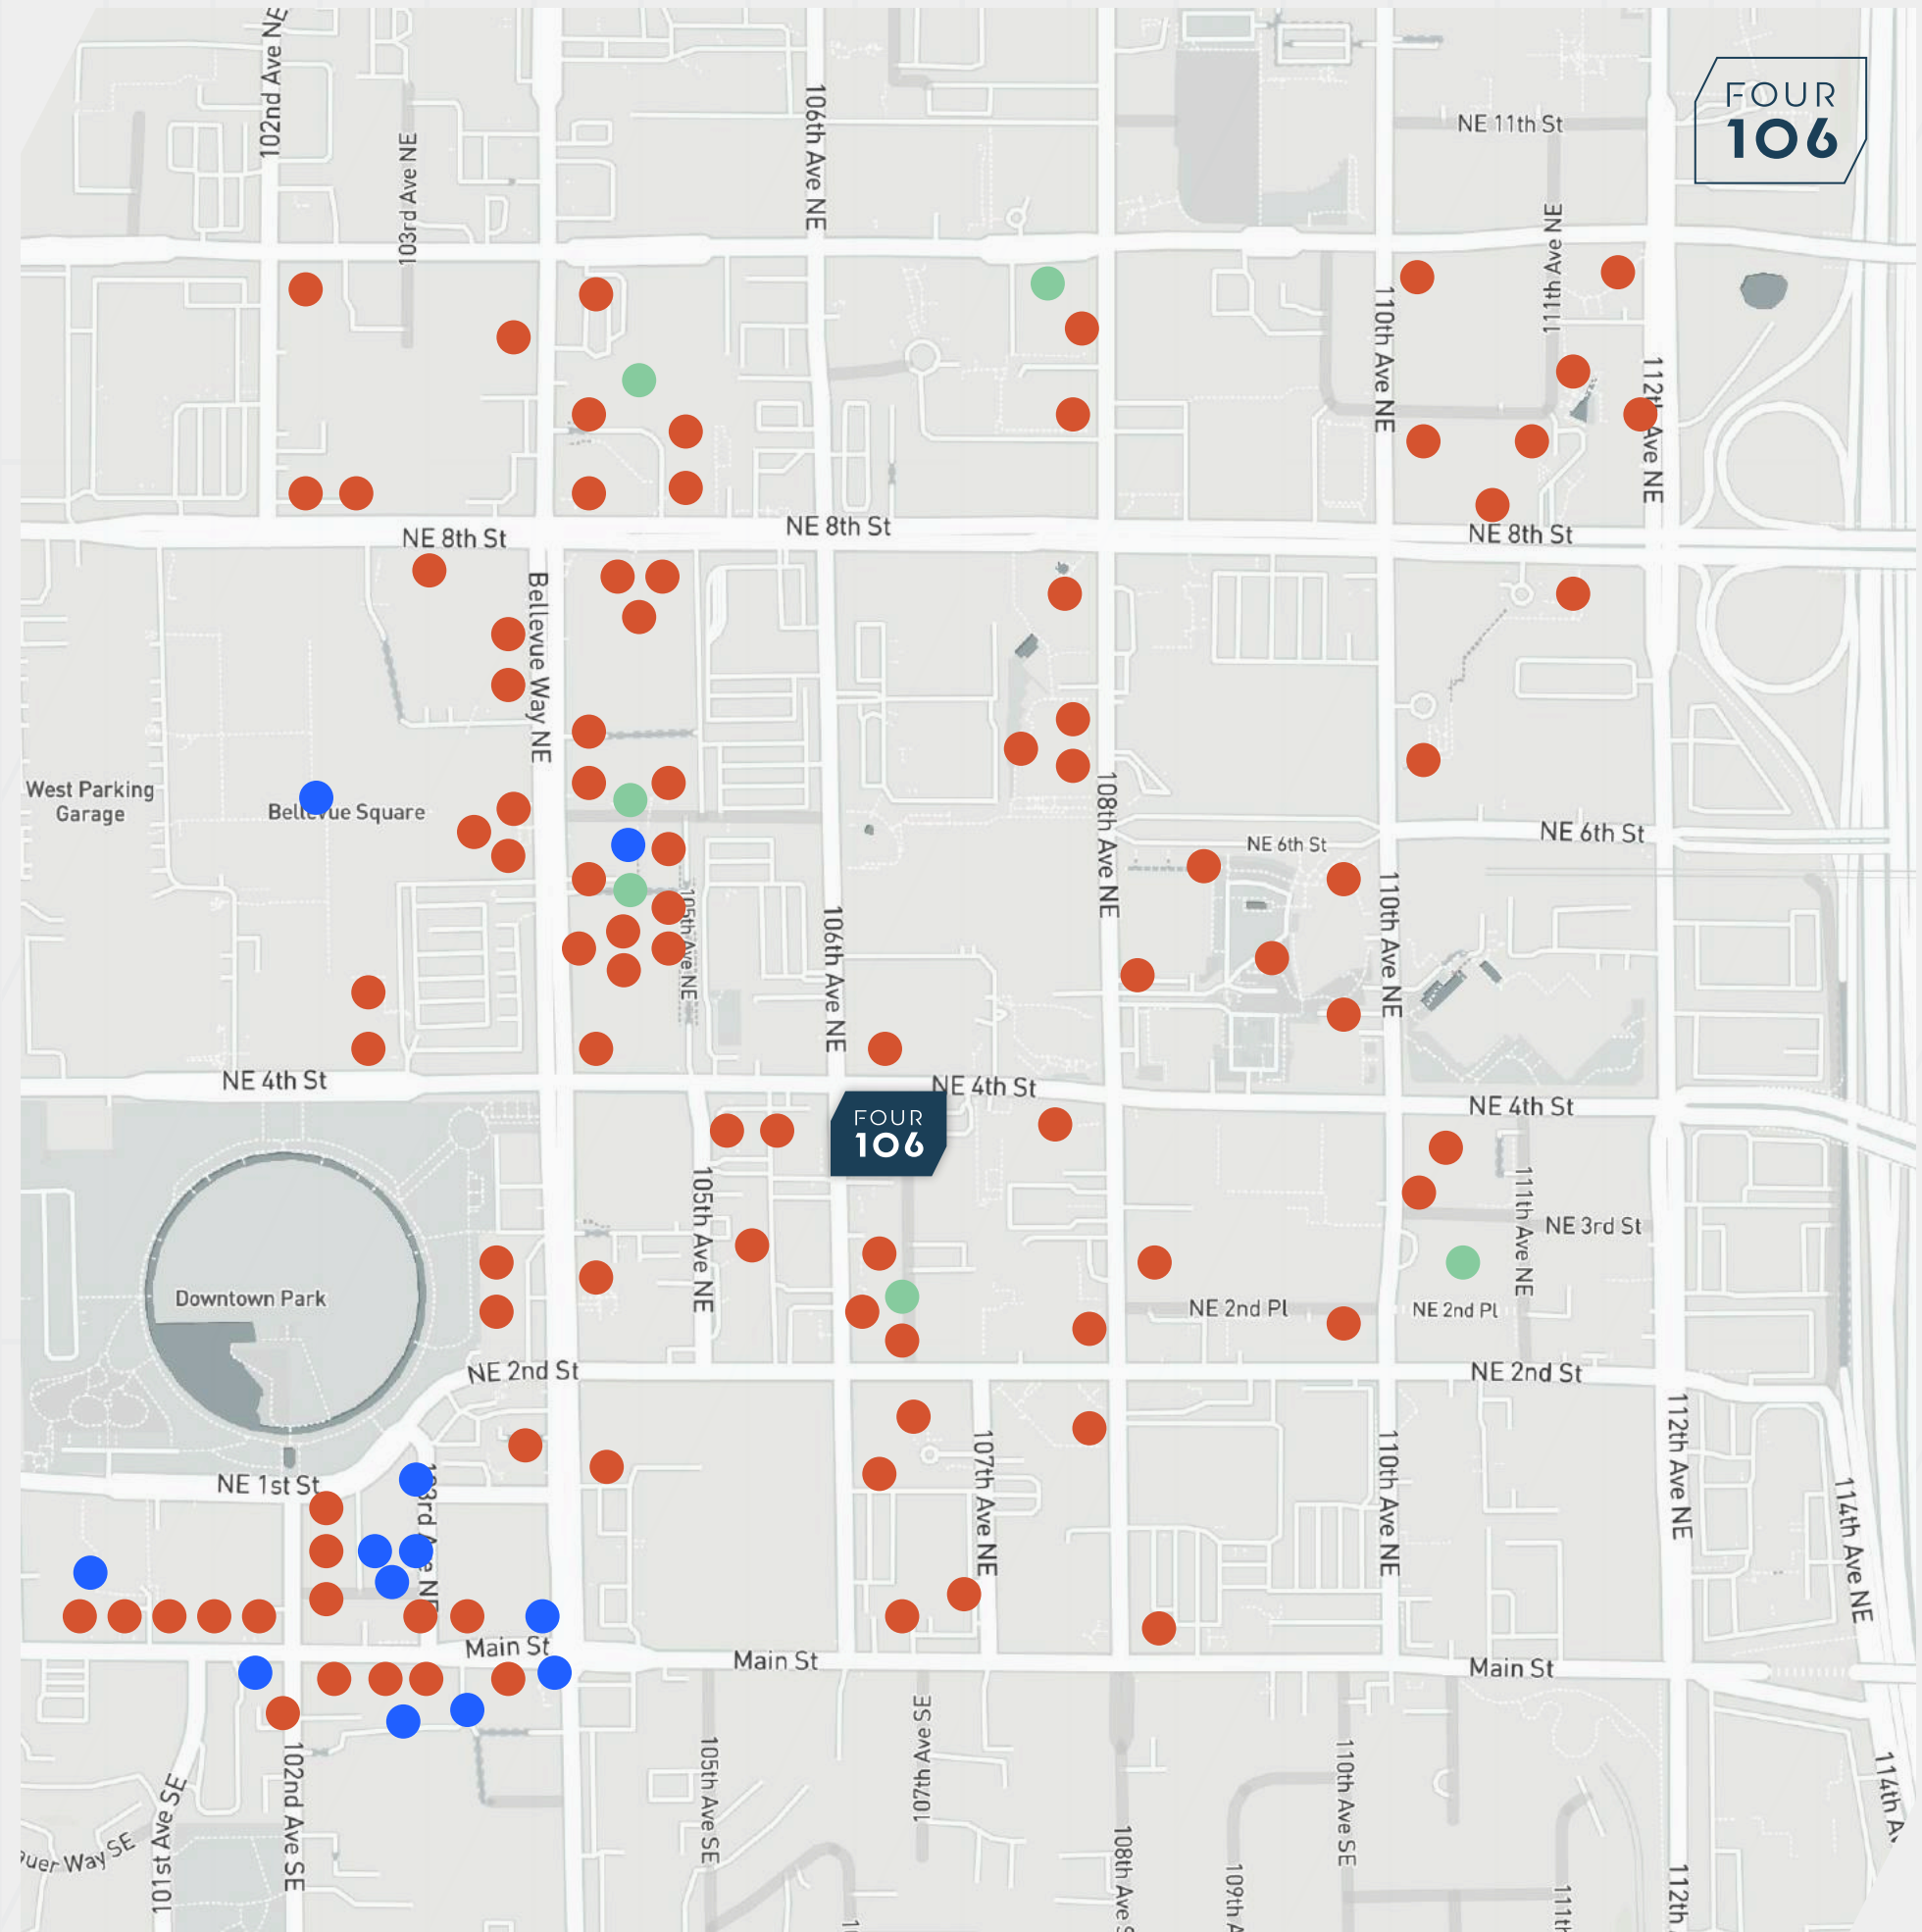 102nd Ave NE
103rd Ave NE
106th Ave NE
NE 11th St
FOUR
106
111th Ave NE
110th Ave NE
112th Ave NE
NE 8th St
NE 8th St
NE 8th St
Bellevue Way NE
West Parking
Garage
Bellevue Square
108th Ave NE
NE 6th St
NE 6th St
105th Ave NE
106th Ave NE
110th Ave NE
NE 4th St
NE 4th St
NE 4th St
FOUR
106
105th Ave NE
111th Ave NE
NE 3rd St
Downtown Park
NE 2nd Pl
NE 2nd Pl
NE 2nd St
NE 2nd St
NE 1st St
103rd Ave NE
107th Ave NE
110th Ave NE
112th Ave NE
114th Ave NE
Main St
Main St
Main St
101st Ave SE
102nd Ave SE
105th Ave SE
107th Ave SE
108th Ave S
109th A
110th Ave SE
111th
112th
114th A
uer Way SE